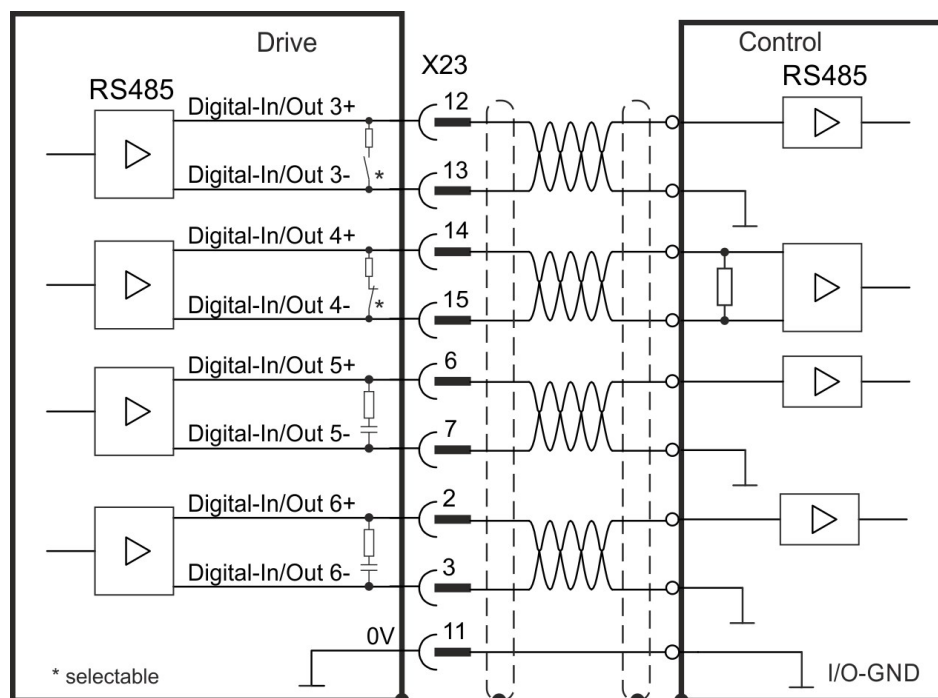 Drive
Control
X23
RS485
RS485
Digital-In/Out 3+
12
Digital-In/Out 3-
*
13
Digital-In/Out 4+
14
Digital-In/Out 4-
*
15
Digital-In/Out 5+
6
Digital-In/Out 5-
7
Digital-In/Out 6+
2
Digital-In/Out 6-
3
0V
11
* selectable
I/O-GND